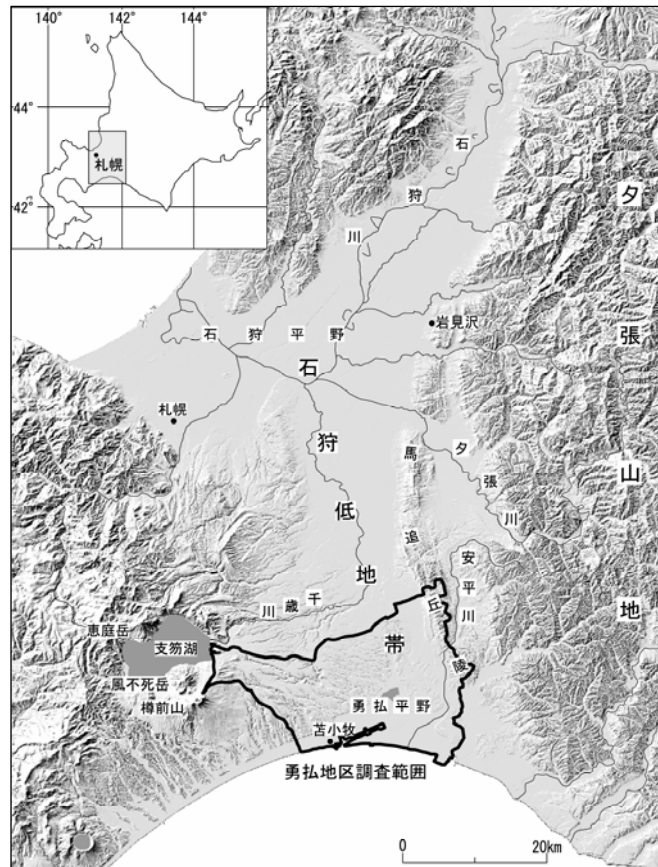 140°
142°
144°
44°
42°
札幌
石狩川
夕張山地
岩見沢
石狩平野
石狩低地帯
札幌
馬追丘陵
夕張川
安平川
川歳千
恵庭岳
支笏湖
風不死岳
樽前山
勇払平野
苫小牧
勇払地区調査範囲
0
20km